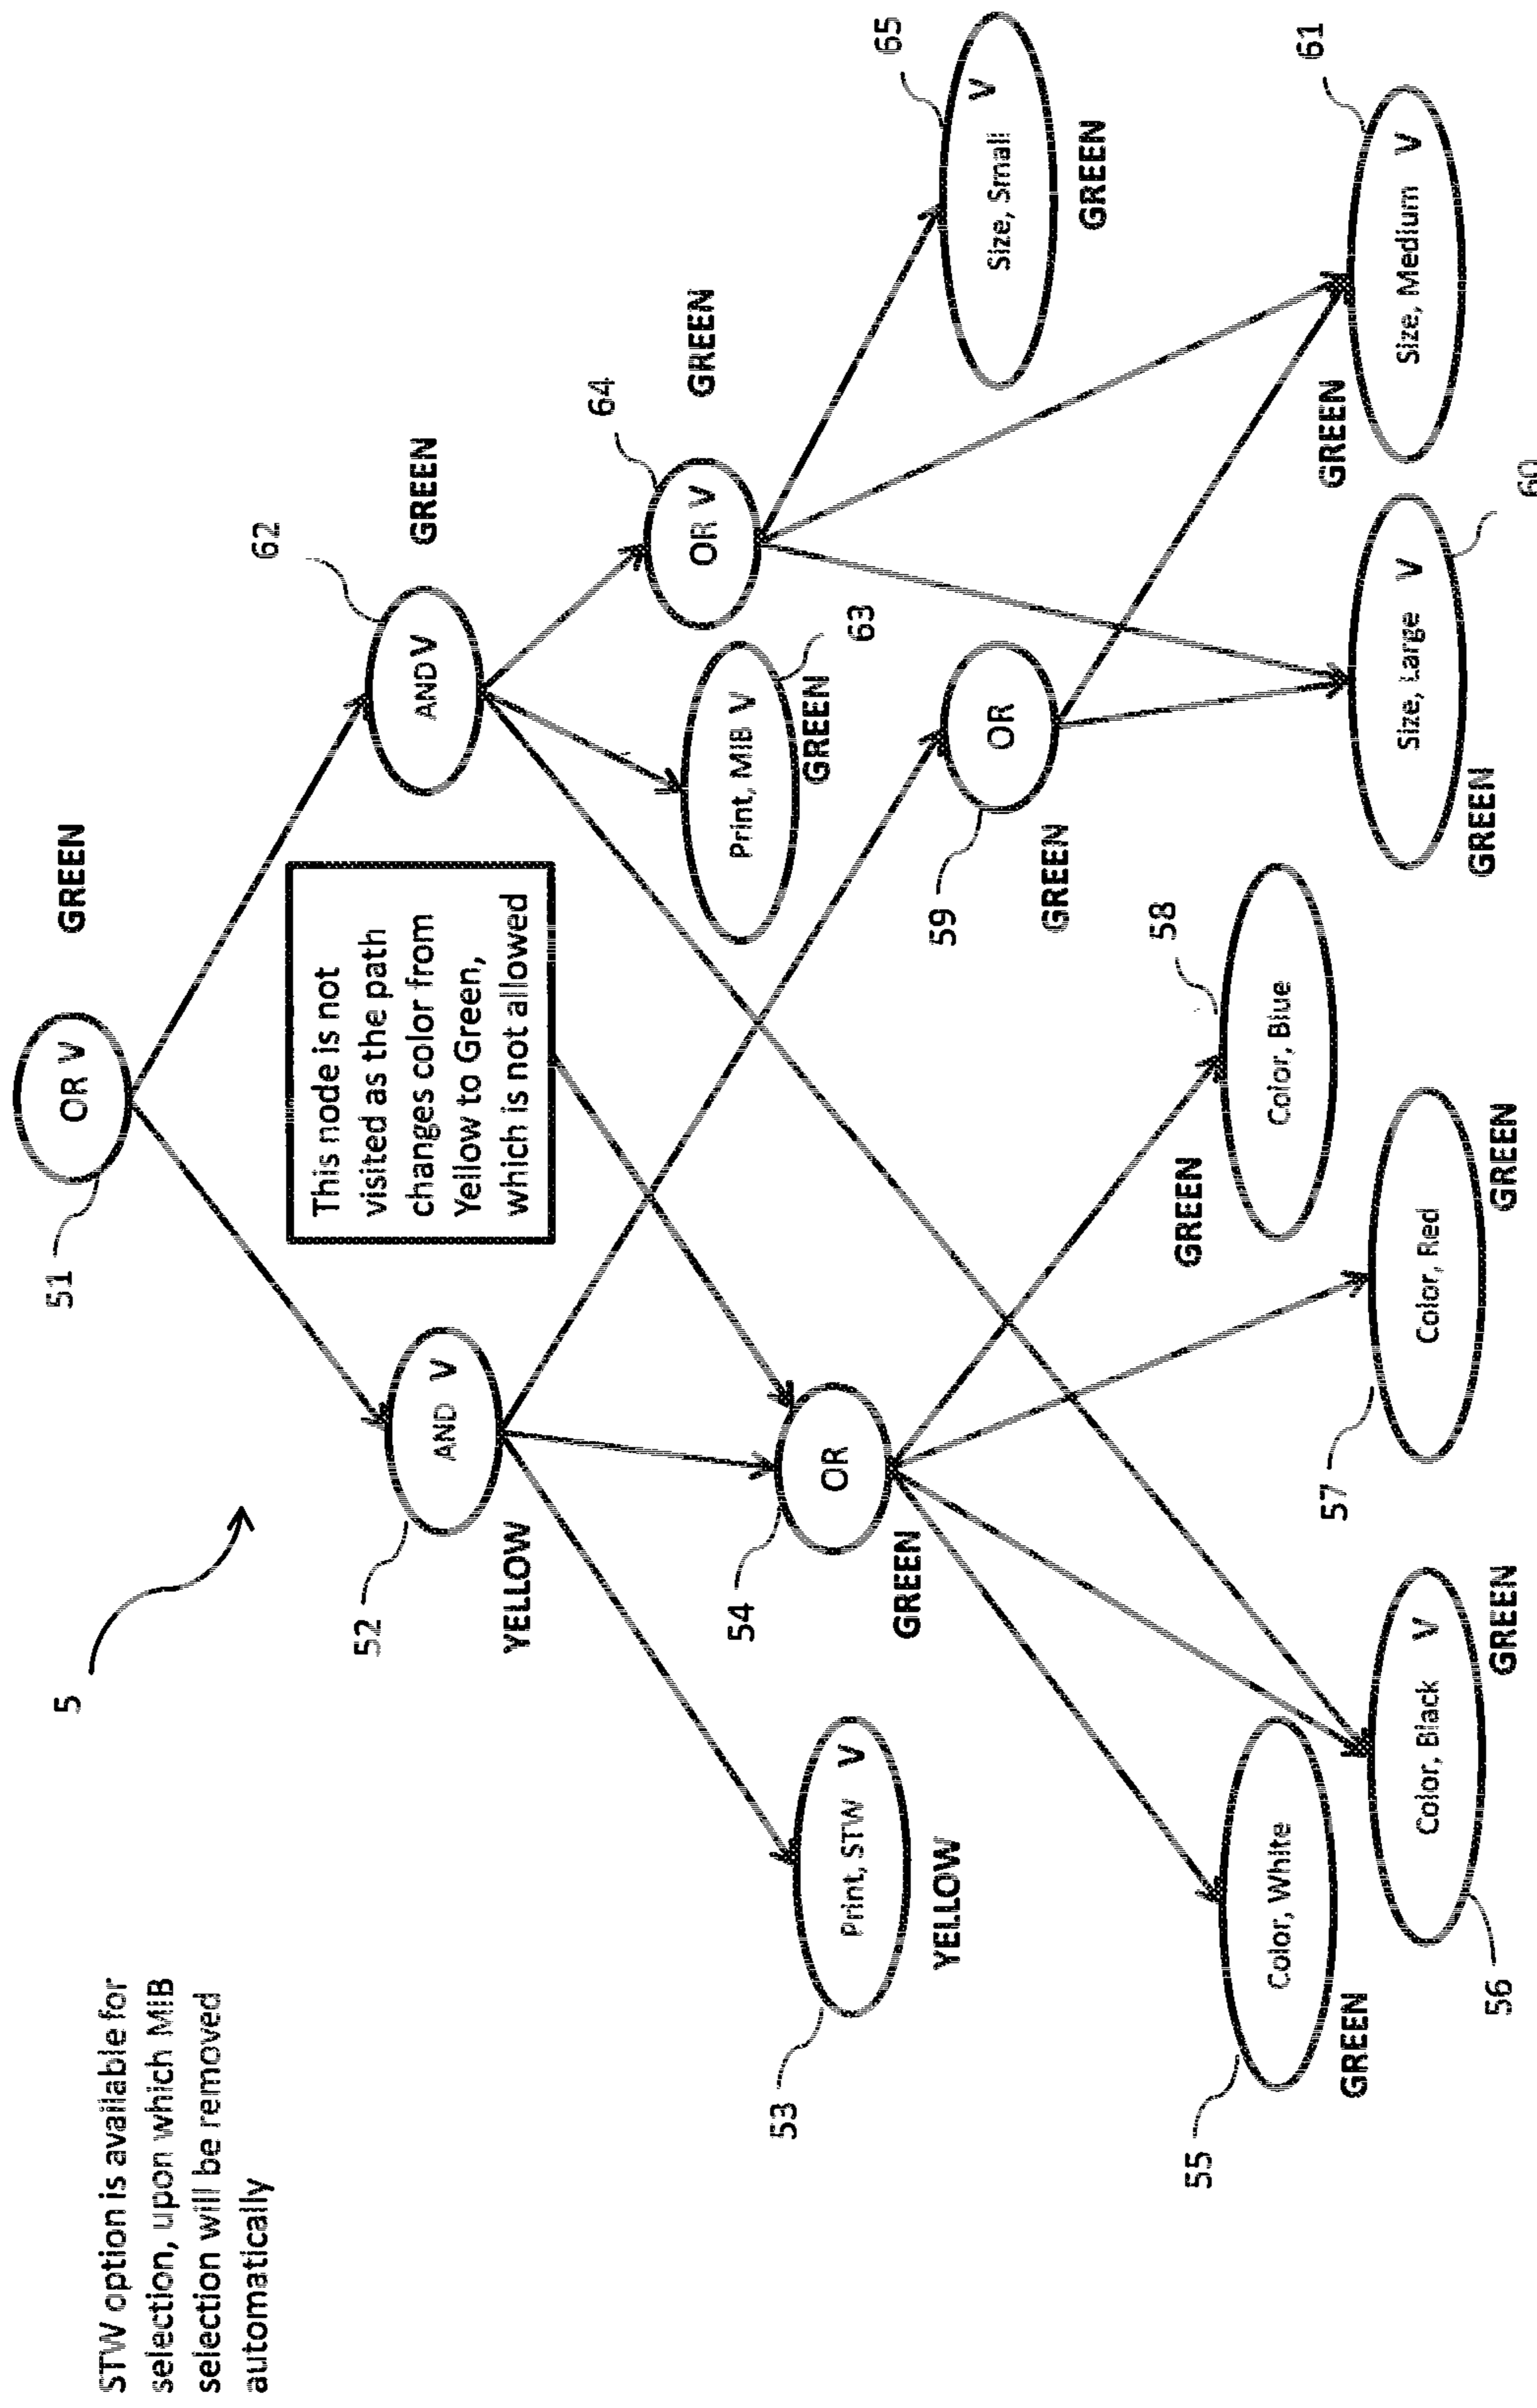 STW option is available for
selection, upon which MIB
selection will be removed
automatically
5
51
OR V
GREEN
This node is not
visited as the path
changes color from
Yellow to Green,
which is not allowed
52
AND V
YELLOW
62
AND V
GREEN
53
Print, STW V
YELLOW
54
OR
GREEN
Print, MIB V
63
GREEN
64
OR V
GREEN
59
OR
GREEN
65
Size, Small V
GREEN
55
Color, White
GREEN
56
Color, Black V
GREEN
57
Color, Red
GREEN
58
Color, Blue
GREEN
Size, Large V
60
GREEN
61
Size, Medium V
GREEN